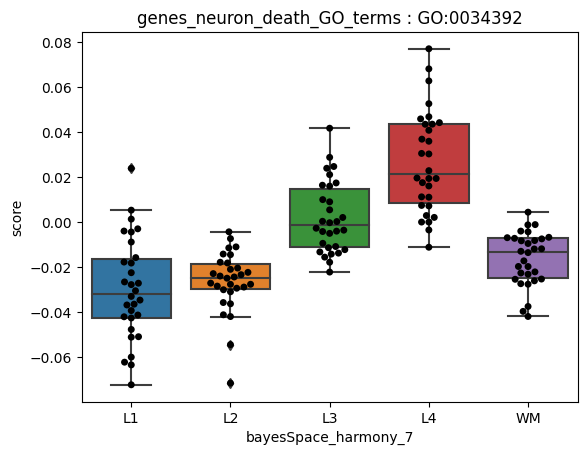 genes_neuron_death_GO_terms : GO:0034392
0.08
0.06
0.04
0.02
0.00
−0.02
−0.04
−0.06
score
L1 L2 L3 L4 WM
bayesSpace_harmony_7